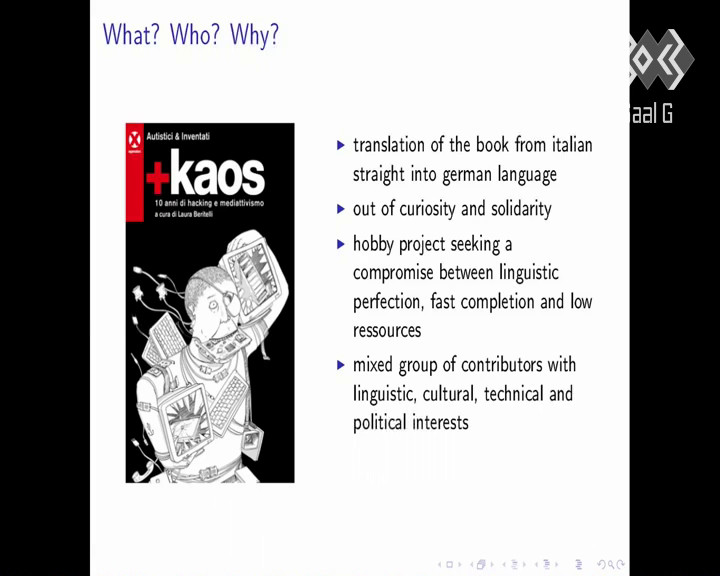 What? Who? Why?
Autistici & Inventati
+kaos
10 anni di hacking e mediattivismo
a cura di Laura Beritelli
translation of the book from italian
straight into german language
out of curiosity and solidarity
hobby project seeking a
compromise between linguistic
perfection, fast completion and low
ressources
mixed group of contributors with
linguistic, cultural, technical and
political interests
Saal G